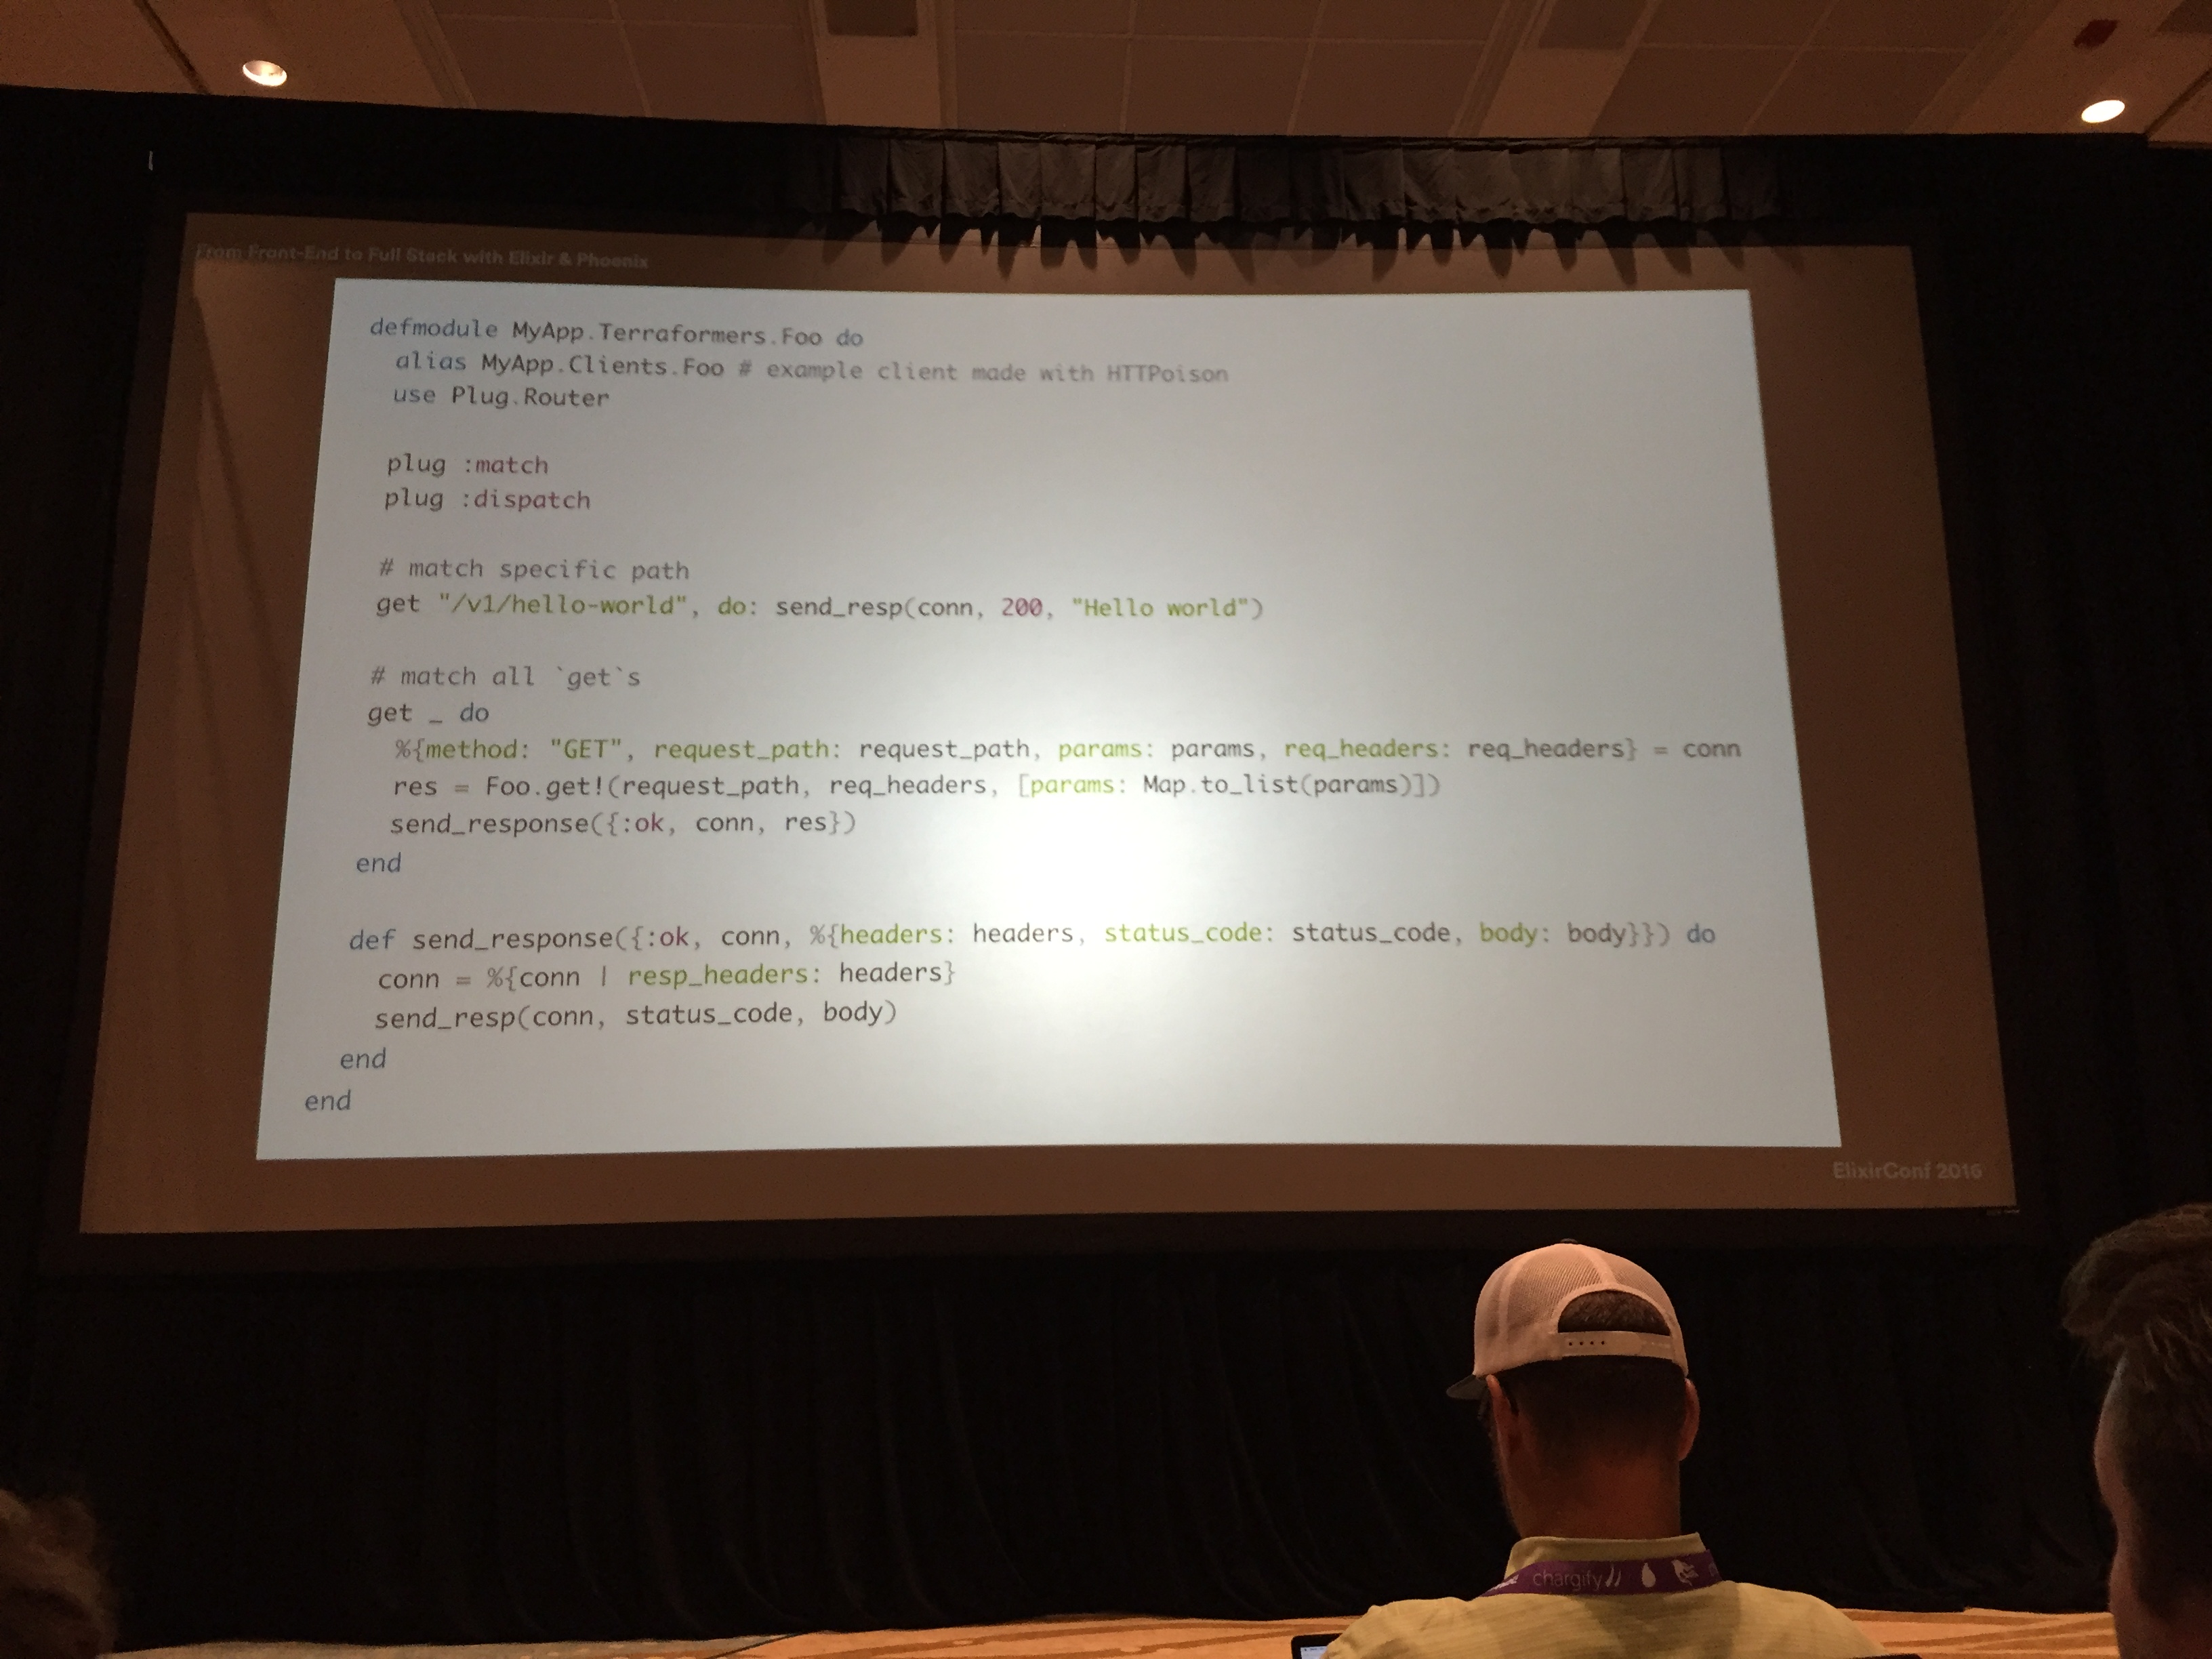 From Front-End to Full Stack with Elixir & Phoenix
defmodule MyApp.Terraformers.Foo do
  alias MyApp.Clients.Foo # example client made with HTTPoison
  use Plug.Router

  plug :match
  plug :dispatch

  # match specific path
  get "/v1/hello-world", do: send_resp(conn, 200, "Hello world")

  # match all `get`s
  get _ do
    %{method: "GET", request_path: request_path, params: params, req_headers: req_headers} = conn
    res = Foo.get!(request_path, req_headers, [params: Map.to_list(params)])
    send_response({:ok, conn, res})
  end

  def send_response({:ok, conn, %{headers: headers, status_code: status_code, body: body}}) do
    conn = %{conn | resp_headers: headers}
    send_resp(conn, status_code, body)
  end
end
ElixirConf 2016
chargify